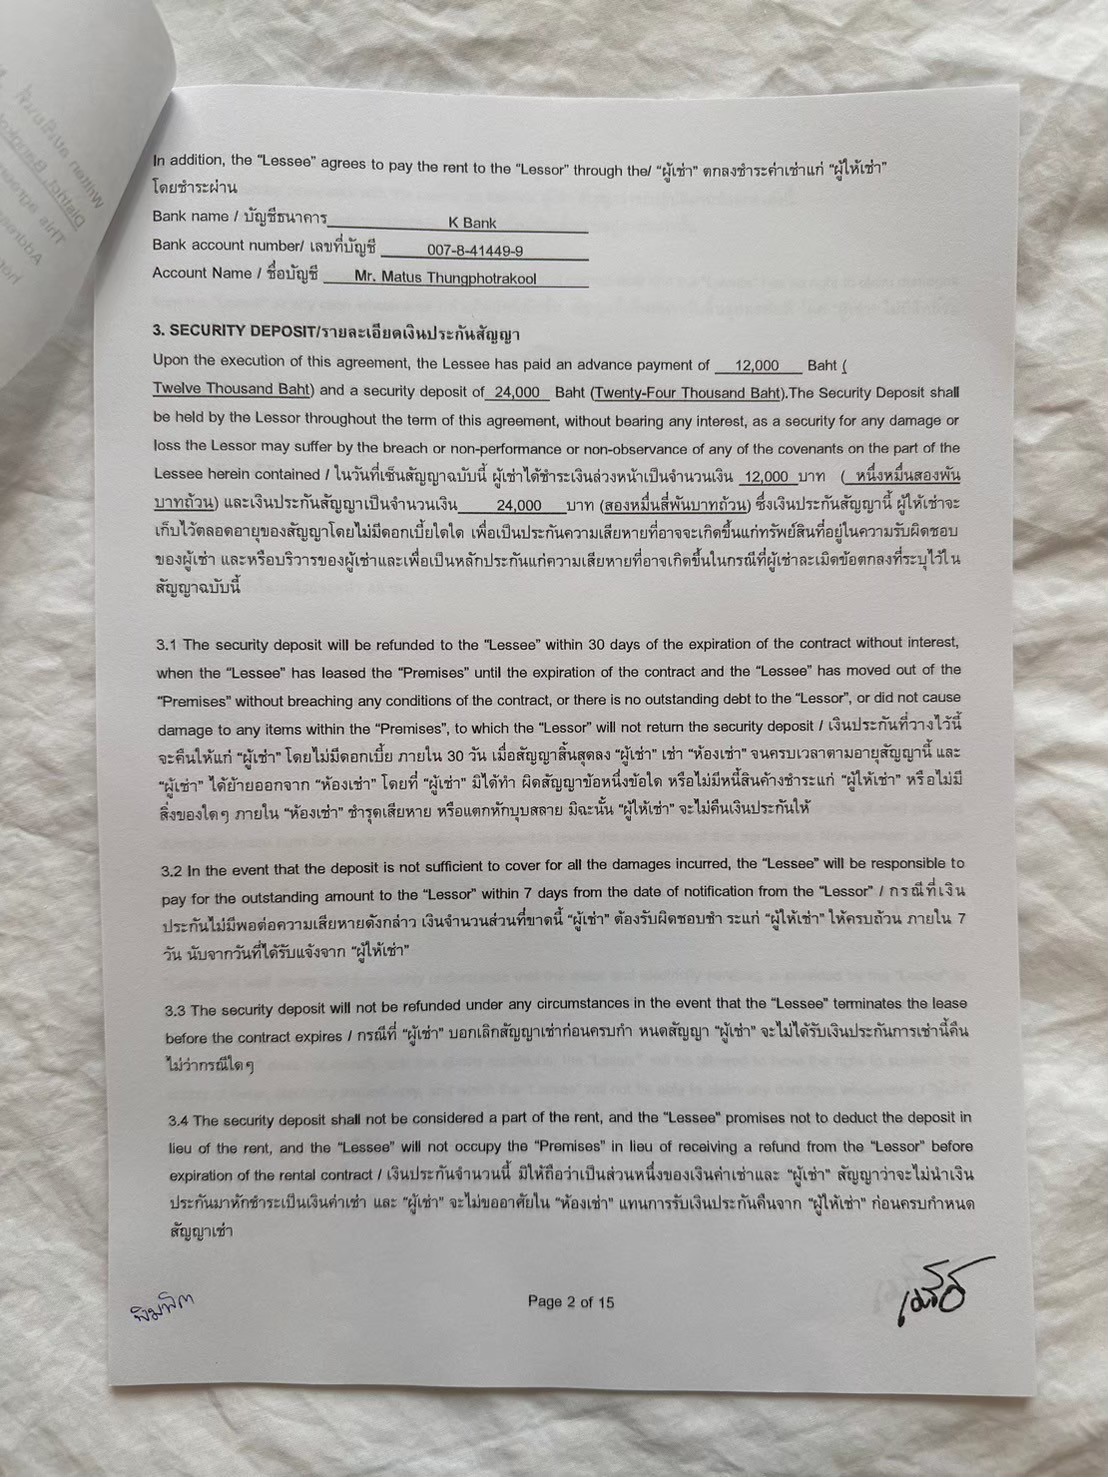 In addition, the "Lessee" agrees to pay the rent to the "Lessor" through the/ "ผู้เช่า" ตกลงชำระค่าเช่าแก่ "ผู้ให้เช่า"
โดยชำระผ่าน
Bank name / บัญชีธนาคาร K Bank
Bank account number/ เลขที่บัญชี 007-8-41449-9
Account Name / ชื่อบัญชี Mr. Matus Thungphotrakool
3. SECURITY DEPOSIT/รายละเอียดเงินประกันสัญญา
Upon the execution of this agreement, the Lessee has paid an advance payment of 12,000 Baht (
Twelve Thousand Baht) and a security deposit of 24,000 Baht (Twenty-Four Thousand Baht).The Security Deposit shall
be held by the Lessor throughout the term of this agreement, without bearing any interest, as a security for any damage or
loss the Lessor may suffer by the breach or non-performance or non-observance of any of the covenants on the part of the
Lessee herein contained / ในวันที่เซ็นสัญญาฉบับนี้ ผู้เช่าได้ชำระเงินล่วงหน้าเป็นจำนวนเงิน 12,000 บาท ( หนึ่งหมื่นสองพัน
บาทถ้วน) และเงินประกันสัญญาเป็นจำนวนเงิน 24,000 บาท (สองหมื่นสี่พันบาทถ้วน) ซึ่งเงินประกันสัญญานี้ ผู้ให้เช่าจะ
เก็บไว้ตลอดอายุของสัญญาโดยไม่มีดอกเบี้ยใดใด เพื่อเป็นประกันความเสียหายที่อาจจะเกิดขึ้นแก่ทรัพย์สินที่อยู่ในความรับผิดชอบ
ของผู้เช่า และหรือบริวารของผู้เช่าและเพื่อเป็นหลักประกันแก่ความเสียหายที่อาจเกิดขึ้นในกรณีที่ผู้เช่าละเมิดข้อตกลงที่ระบุไว้ใน
สัญญาฉบับนี้
3.1 The security deposit will be refunded to the "Lessee" within 30 days of the expiration of the contract without interest,
when the "Lessee" has leased the "Premises" until the expiration of the contract and the "Lessee" has moved out of the
"Premises" without breaching any conditions of the contract, or there is no outstanding debt to the "Lessor", or did not cause
damage to any items within the "Premises", to which the "Lessor" will not return the security deposit / เงินประกันที่วางไว้นี้
จะคืนให้แก่ "ผู้เช่า" โดยไม่มีดอกเบี้ย ภายใน 30 วัน เมื่อสัญญาสิ้นสุดลง "ผู้เช่า" เช่า "ห้องเช่า" จนครบเวลาตามอายุสัญญานี้ และ
"ผู้เช่า" ได้ย้ายออกจาก "ห้องเช่า" โดยที่ "ผู้เช่า" มิได้ทำ ผิดสัญญาข้อหนึ่งข้อใด หรือไม่มีหนี้สินค้างชำระแก่ "ผู้ให้เช่า" หรือไม่มี
สิ่งของใดๆ ภายใน "ห้องเช่า" ชำรุดเสียหาย หรือแตกหักบุบสลาย มิฉะนั้น "ผู้ให้เช่า" จะไม่คืนเงินประกันให้
3.2 In the event that the deposit is not sufficient to cover for all the damages incurred, the "Lessee" will be responsible to
pay for the outstanding amount to the "Lessor" within 7 days from the date of notification from the "Lessor" / กรณีที่เงิน
ประกันไม่มีพอต่อความเสียหายดังกล่าว เงินจำนวนส่วนที่ขาดนี้ "ผู้เช่า" ต้องรับผิดชอบชำ ระแก่ "ผู้ให้เช่า" ให้ครบถ้วน ภายใน 7
วัน นับจากวันที่ได้รับแจ้งจาก "ผู้ให้เช่า"
3.3 The security deposit will not be refunded under any circumstances in the event that the "Lessee" terminates the lease
before the contract expires / กรณีที่ "ผู้เช่า" บอกเลิกสัญญาเช่าก่อนครบกำ หนดสัญญา "ผู้เช่า" จะไม่ได้รับเงินประกันการเช่านี้คืน
ไม่ว่ากรณีใดๆ
3.4 The security deposit shall not be considered a part of the rent, and the "Lessee" promises not to deduct the deposit in
lieu of the rent, and the "Lessee" will not occupy the "Premises" in lieu of receiving a refund from the "Lessor" before
expiration of the rental contract / เงินประกันจำนวนนี้ มิให้ถือว่าเป็นส่วนหนึ่งของเงินค่าเช่าและ "ผู้เช่า" สัญญาว่าจะไม่นำเงิน
ประกันมาหักชำระเป็นเงินค่าเช่า และ "ผู้เช่า" จะไม่ขออาศัยใน "ห้องเช่า" แทนการรับเงินประกันคืนจาก "ผู้ให้เช่า" ก่อนครบกำหนด
สัญญาเช่า
Page 2 of 15